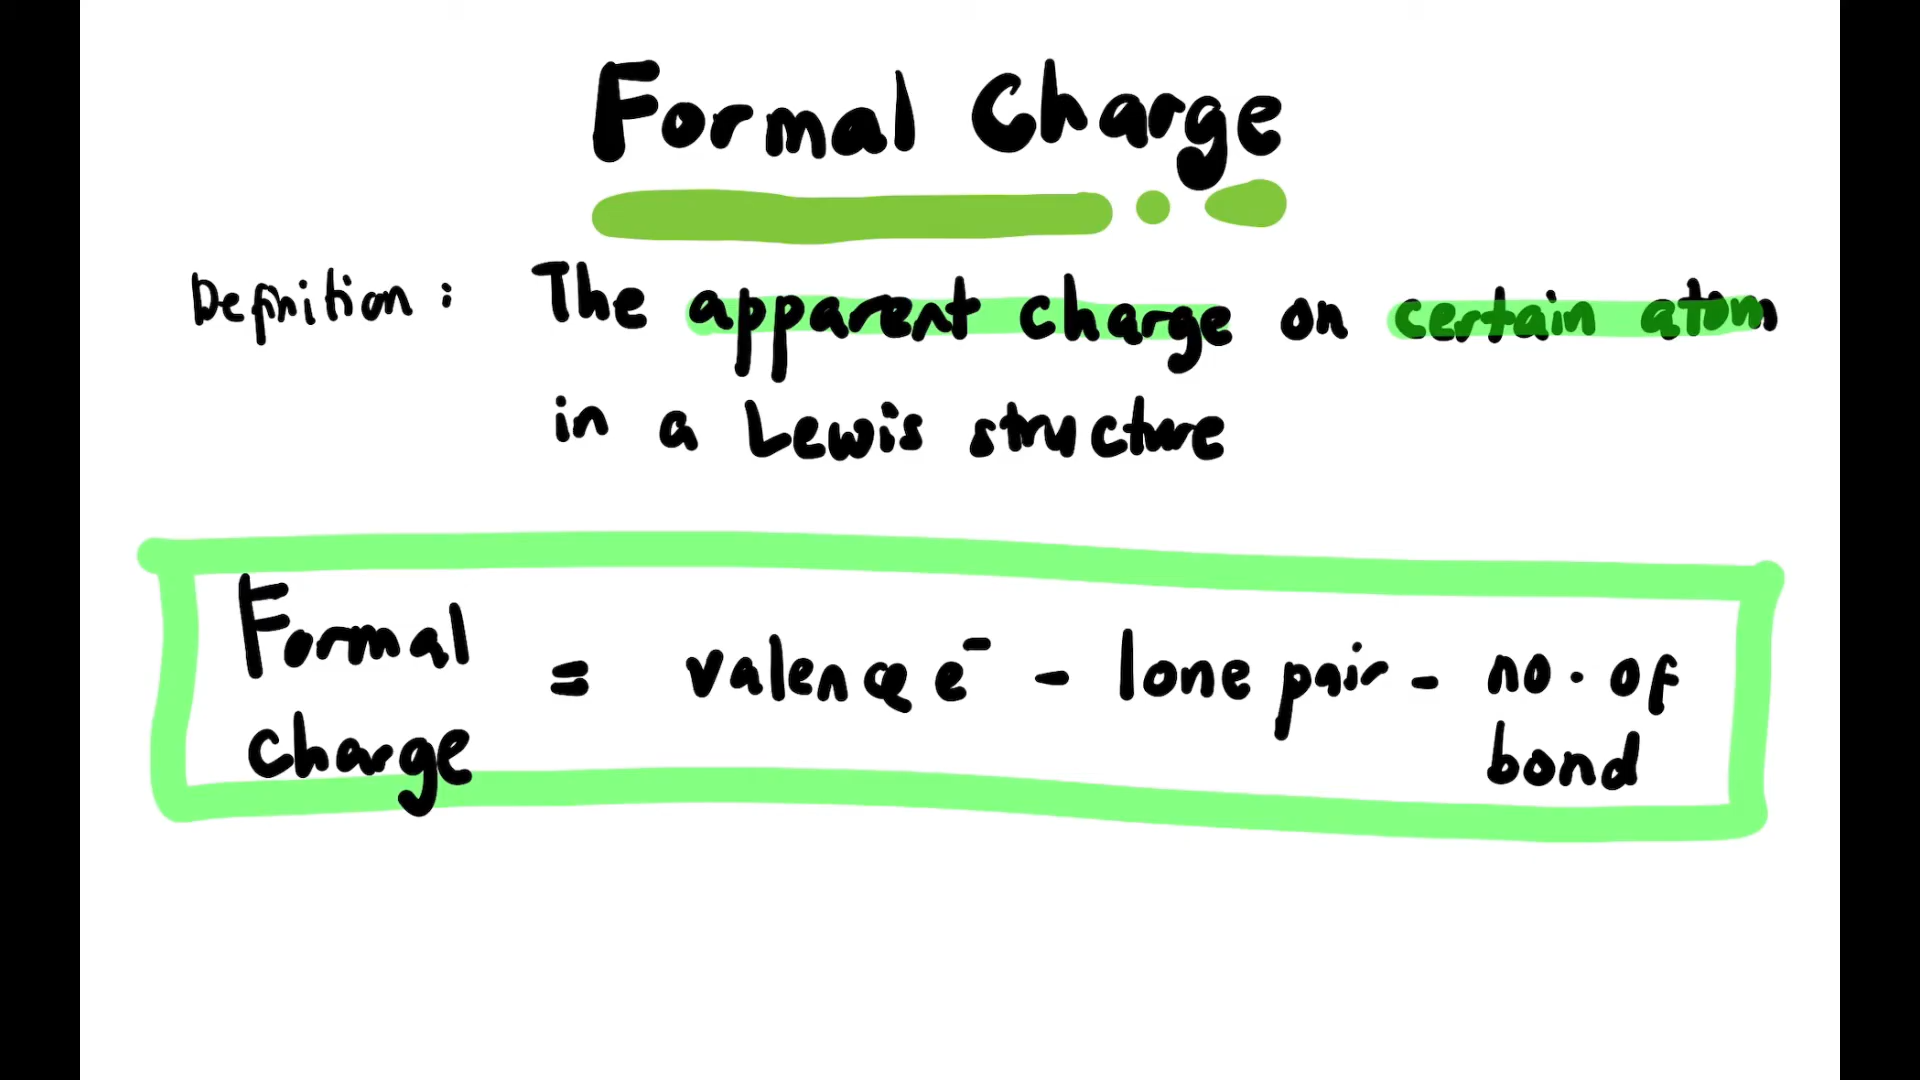 Formal Charge
Definition : The apparent charge on certain atom
in a Lewis structure
Formal charge = valence e⁻ - lone pair - no. of bond